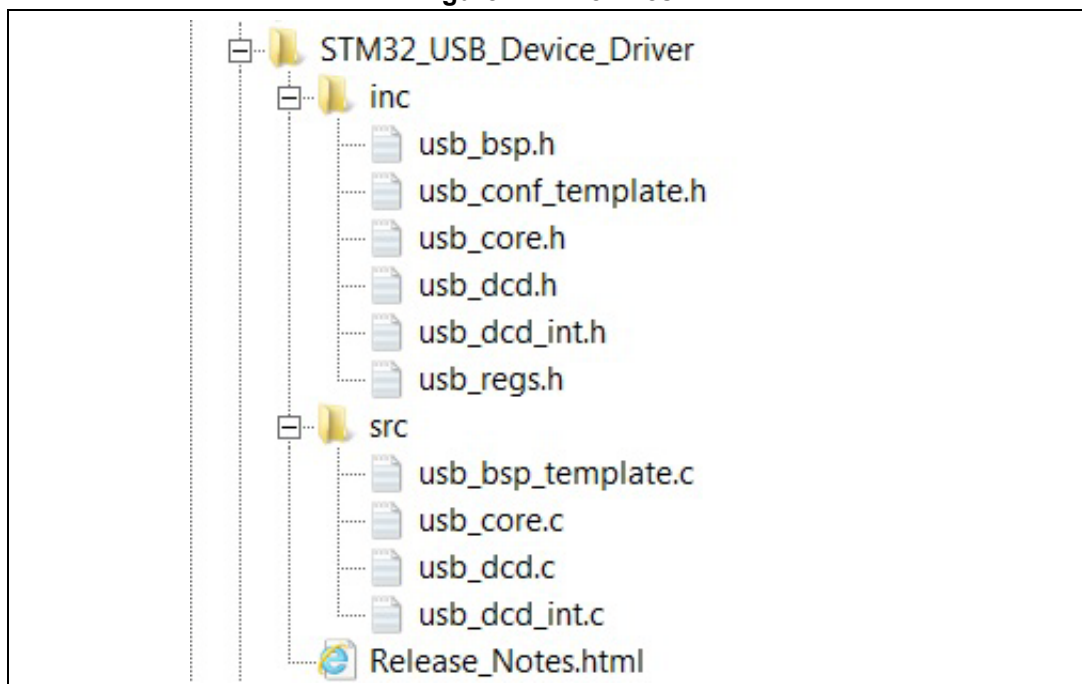 STM32_USB_Device_Driver
inc
usb_bsp.h
usb_conf_template.h
usb_core.h
usb_dcd.h
usb_dcd_int.h
usb_regs.h
src
usb_bsp_template.c
usb_core.c
usb_dcd.c
usb_dcd_int.c
Release_Notes.html